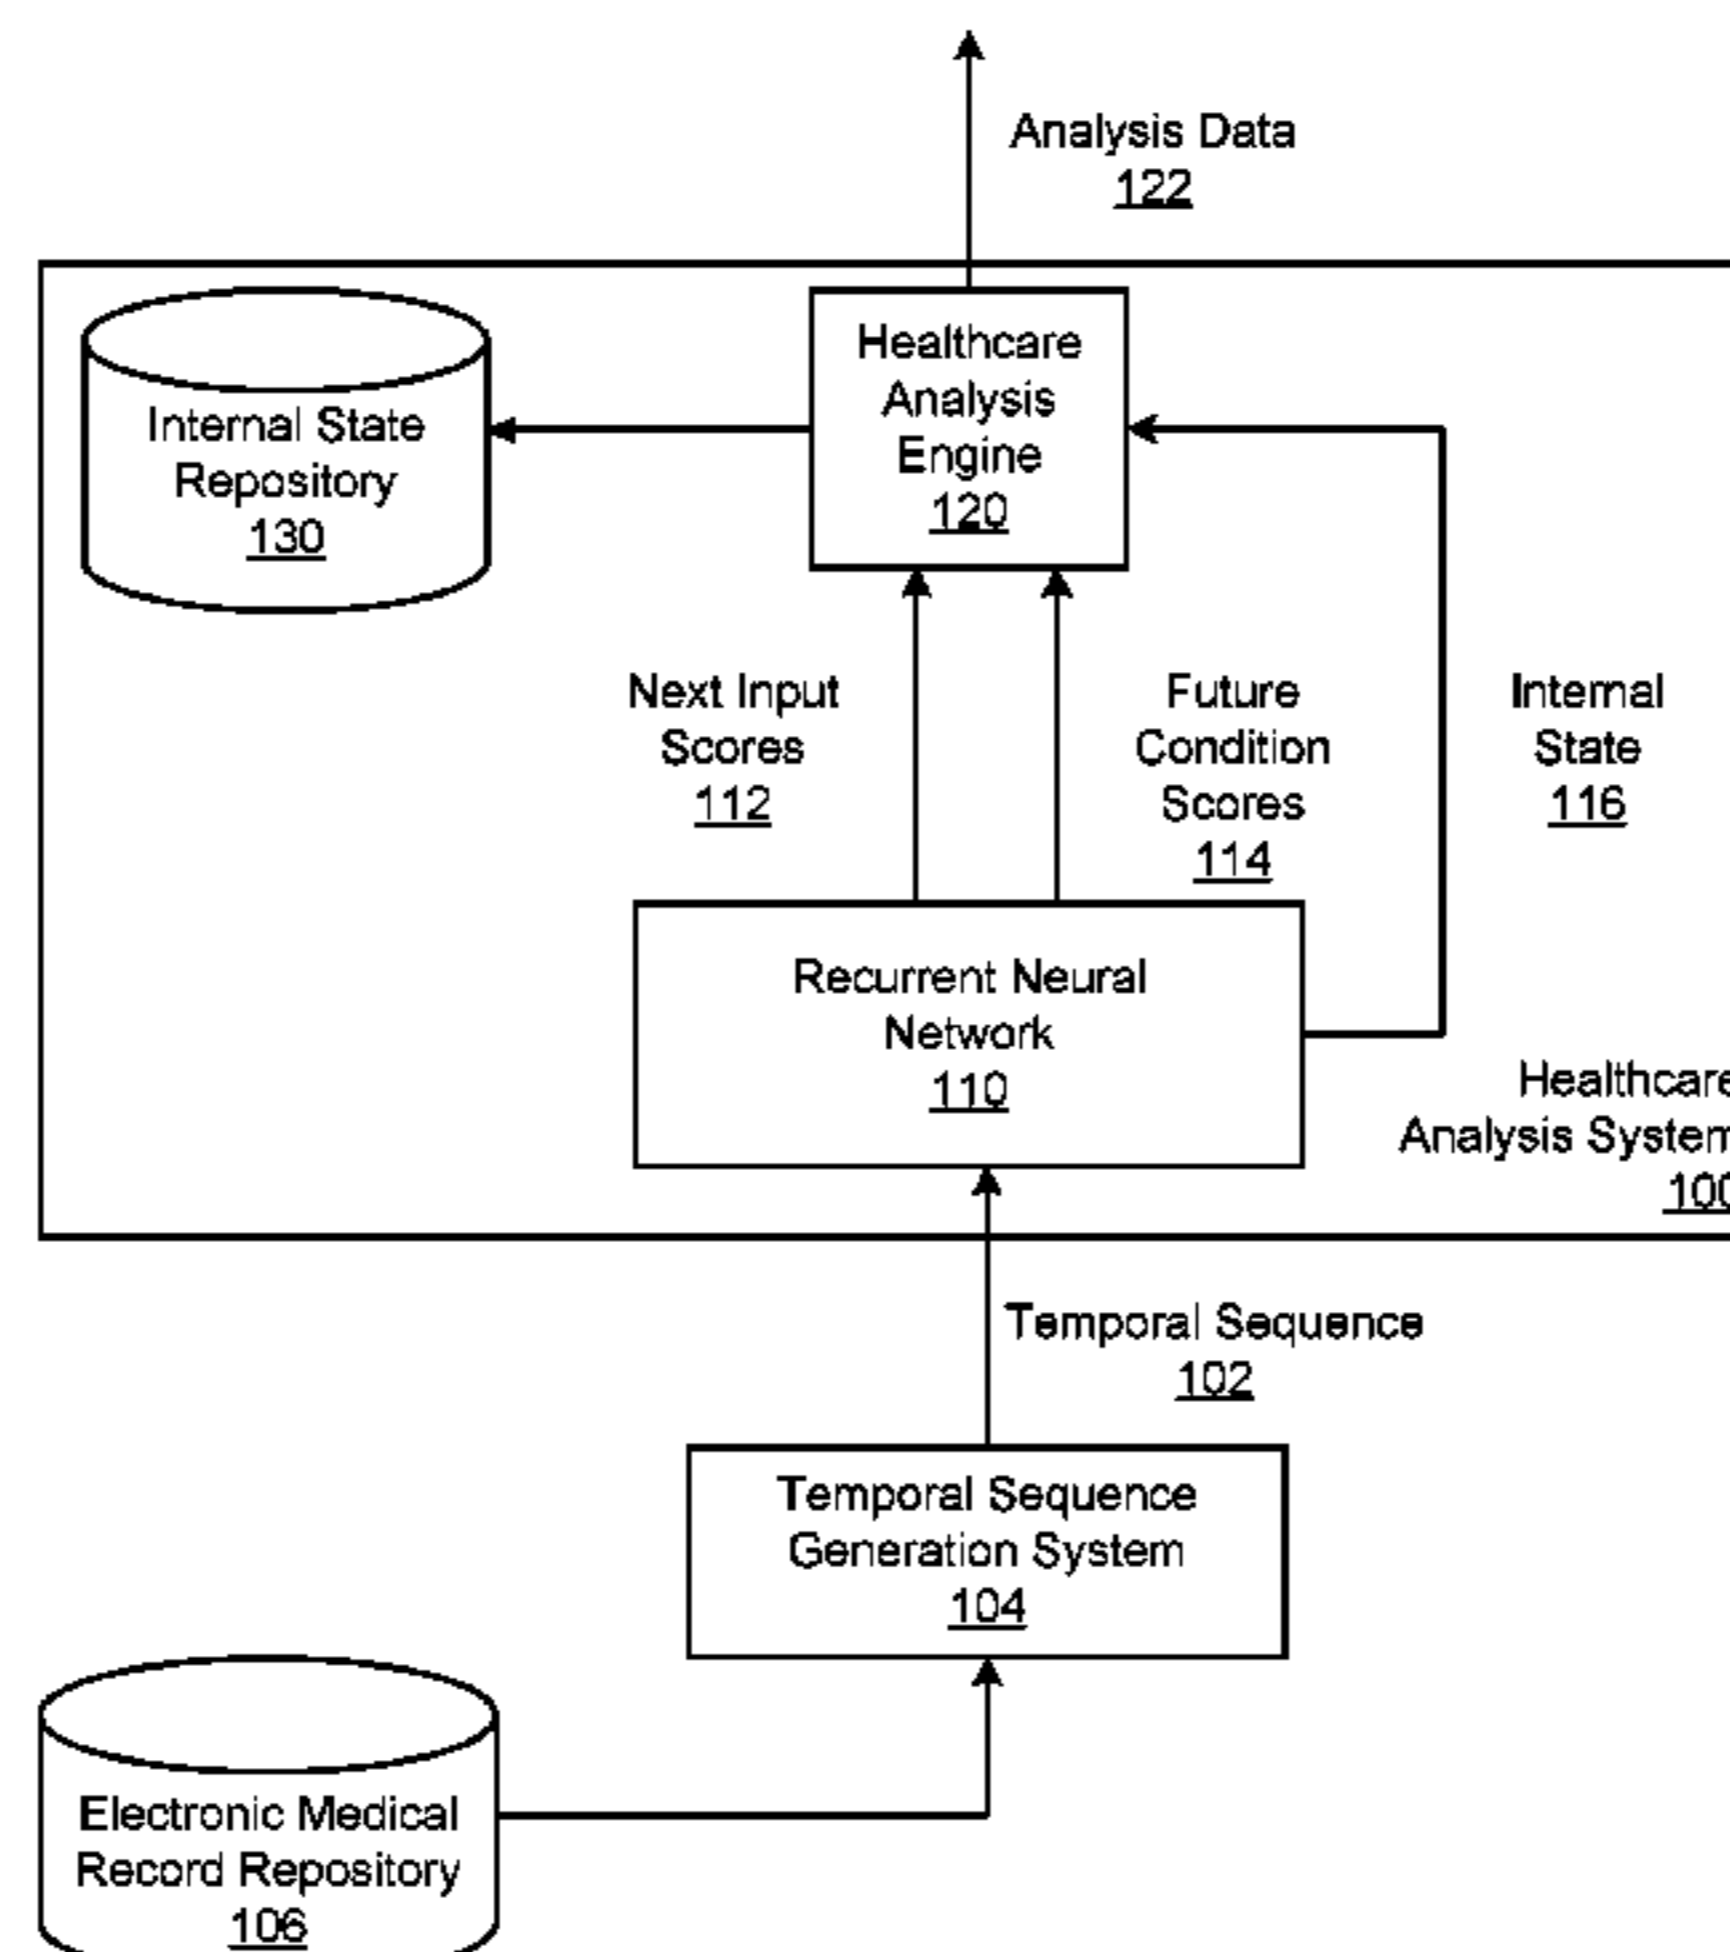 Analysis Data
122
Healthcare
Analysis
Engine
120
Internal State
Repository
130
Next Input
Scores
112
Future
Condition
Scores
114
Internal
State
116
Recurrent Neural
Network
110
Healthcare
Analysis System
100
Temporal Sequence
102
Temporal Sequence
Generation System
104
Electronic Medical
Record Repository
106